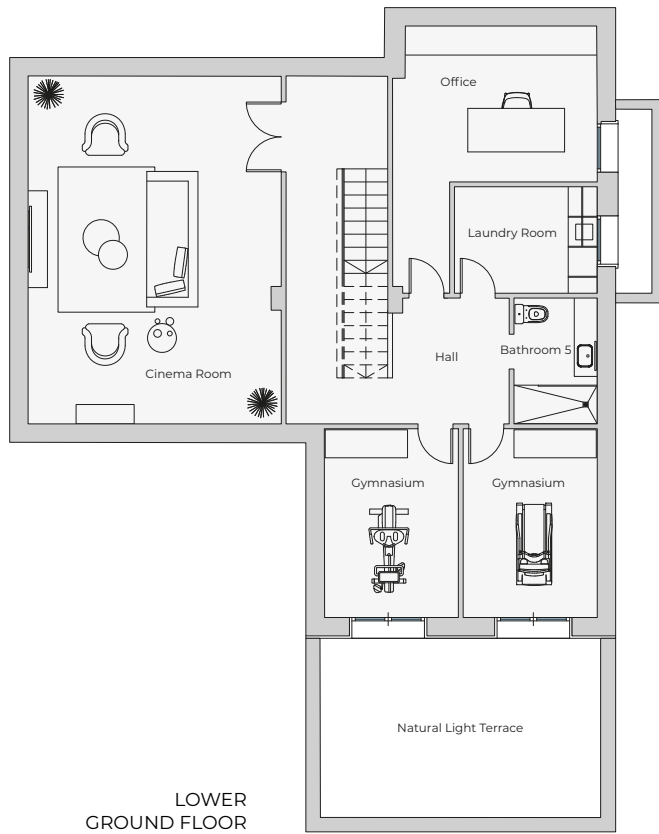 Office
Laundry Room
Hall
Bathroom 5
Cinema Room
Gymnasium
Gymnasium
Natural Light Terrace
LOWER
GROUND FLOOR